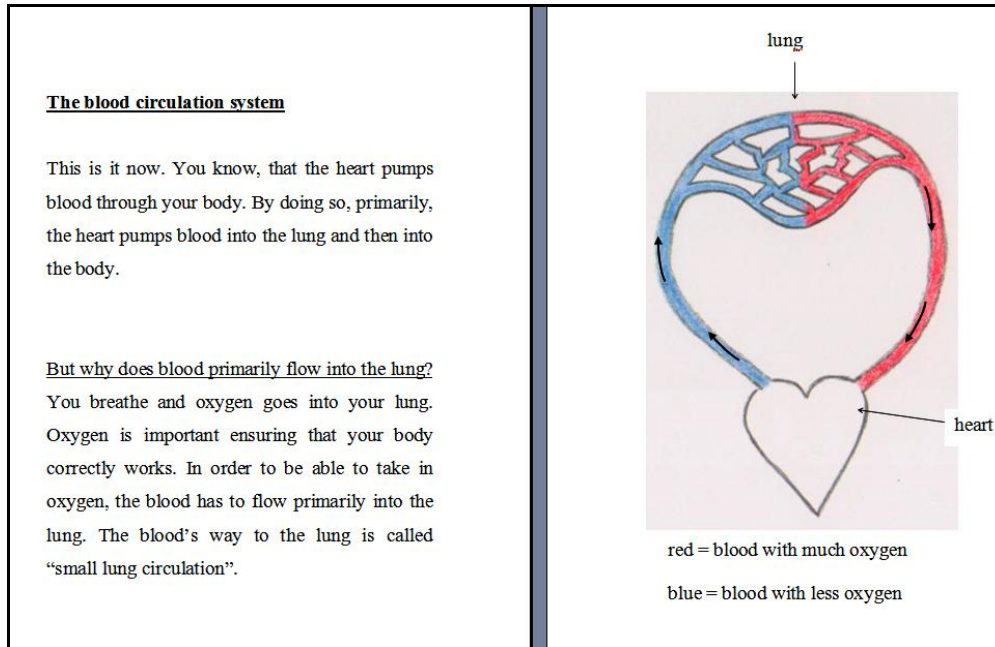 The blood circulation system
This is it now. You know, that the heart pumps
blood through your body. By doing so, primarily,
the heart pumps blood into the lung and then into
the body.
But why does blood primarily flow into the lung?
You breathe and oxygen goes into your lung.
Oxygen is important ensuring that your body
correctly works. In order to be able to take in
oxygen, the blood has to flow primarily into the
lung. The blood's way to the lung is called
“small lung circulation”.
lung
heart
red = blood with much oxygen
blue = blood with less oxygen